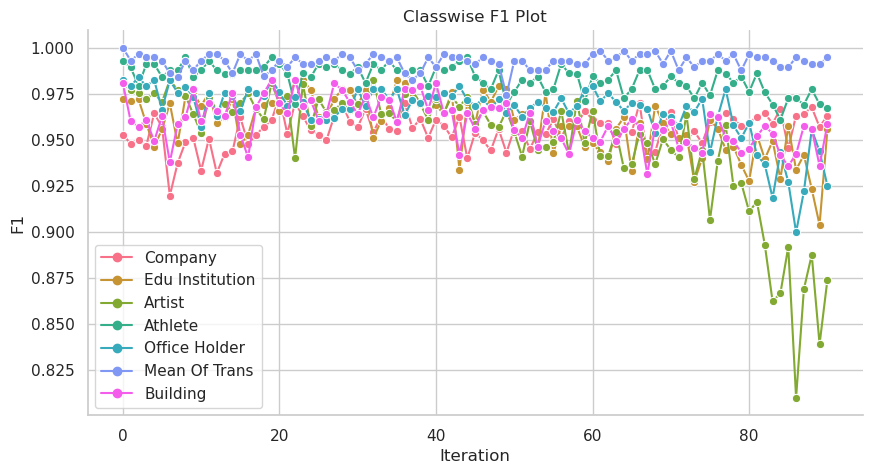 Classwise F1 Plot
1.000
0.975
0.950
0.925
0.900
0.875
0.850
0.825
F1
Company
Edu Institution
Artist
Athlete
Office Holder
Mean Of Trans
Building
0
20
40
60
80
Iteration